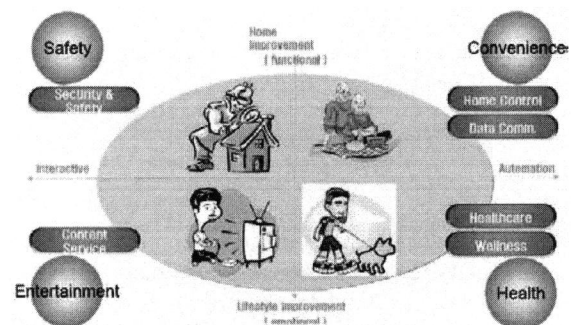 Safety
Home
Improvement
( functional )
Convenience
Security &
Safety
Home Control
Data Comm.
Interactive
Automation
Content
Service
Healthcare
Wellness
Entertainment
Lifestyle Improvement
( emotional )
Health